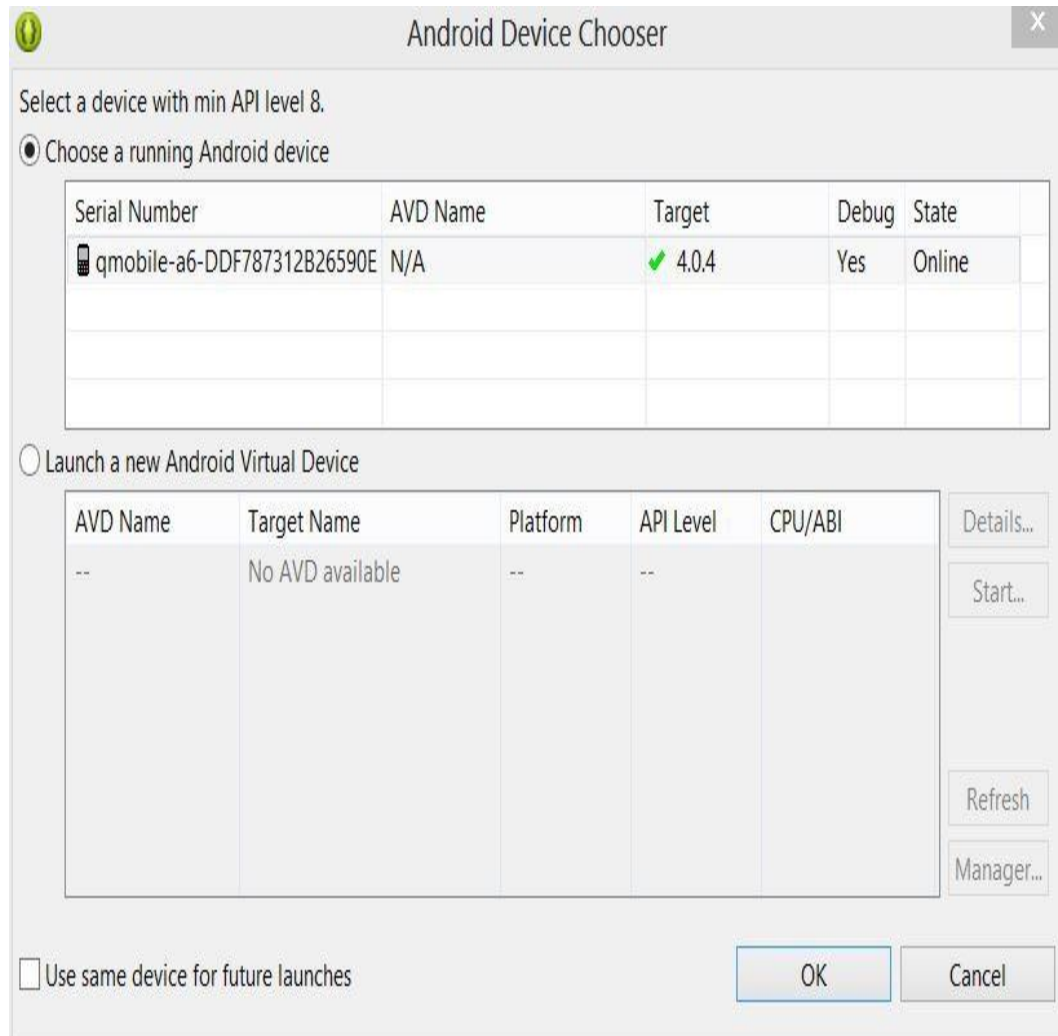 Android Device Chooser
X
Select a device with min API level 8.
Choose a running Android device
Serial Number AVD Name Target Debug State
qmobile-a6-DDF787312B26590E N/A 4.0.4 Yes Online
Launch a new Android Virtual Device
AVD Name Target Name Platform API Level CPU/ABI
-- No AVD available -- --
Details...
Start...
Refresh
Manager...
Use same device for future launches
OK Cancel